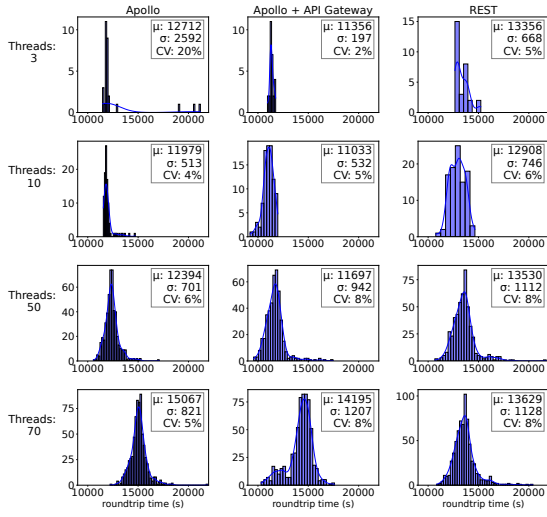 Apollo
Apollo + API Gateway
REST
Threads:
3
10
5
0
μ: 12712
σ: 2592
CV: 20%
10000
15000
20000
10
5
0
μ: 11356
σ: 197
CV: 2%
10000
15000
20000
15
10
5
0
μ: 13356
σ: 668
CV: 5%
10000
15000
20000
Threads:
10
20
10
0
μ: 11979
σ: 513
CV: 4%
10000
15000
20000
15
10
5
0
μ: 11033
σ: 532
CV: 5%
10000
15000
20000
20
10
0
μ: 12908
σ: 746
CV: 6%
10000
15000
20000
Threads:
50
60
40
20
0
μ: 12394
σ: 701
CV: 6%
10000
15000
20000
60
40
20
0
μ: 11697
σ: 942
CV: 8%
10000
15000
20000
75
50
25
0
μ: 13530
σ: 1112
CV: 8%
10000
15000
20000
Threads:
70
75
50
25
0
μ: 15067
σ: 821
CV: 5%
10000
15000
20000
roundtrip time (s)
75
50
25
0
μ: 14195
σ: 1207
CV: 8%
10000
15000
20000
roundtrip time (s)
100
50
0
μ: 13629
σ: 1128
CV: 8%
10000
15000
20000
roundtrip time (s)